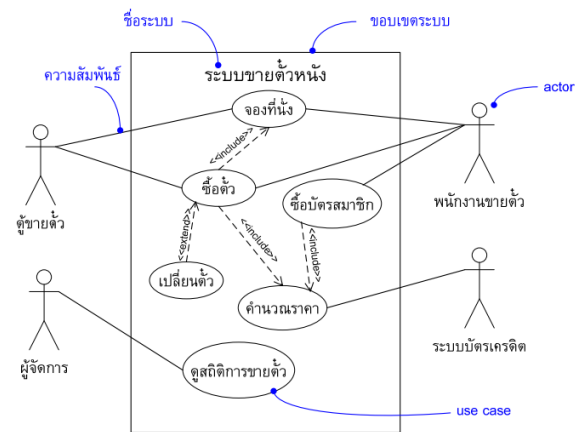 ชื่อระบบ
ขอบเขตระบบ
ความสัมพันธ์
ระบบขายตั๋วหนัง
actor
จองที่นั่ง
<<include>>
ซื้อตั๋ว
ซื้อบัตรสมาชิก
ตู้ขายตั๋ว
พนักงานขายตั๋ว
<<extend>>
<<include>>
<<include>>
เปลี่ยนตั๋ว
คำนวณราคา
ผู้จัดการ
ระบบบัตรเครดิต
ดูสถิติการขายตั๋ว
use case